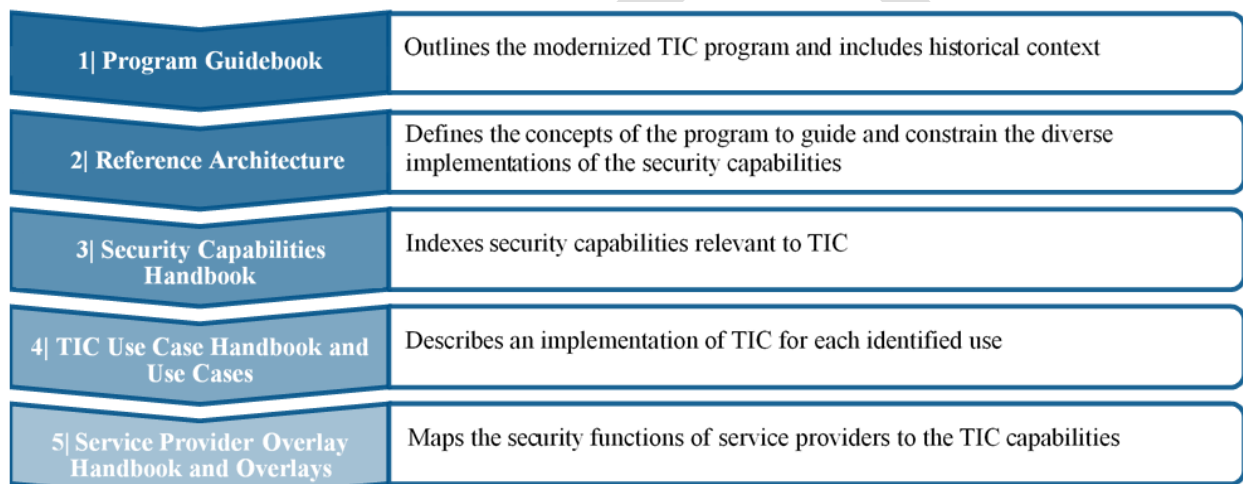 1| Program Guidebook
Outlines the modernized TIC program and includes historical context
2| Reference Architecture
Defines the concepts of the program to guide and constrain the diverse
implementations of the security capabilities
3| Security Capabilities
Handbook
Indexes security capabilities relevant to TIC
4| TIC Use Case Handbook and
Use Cases
Describes an implementation of TIC for each identified use
5| Service Provider Overlay
Handbook and Overlays
Maps the security functions of service providers to the TIC capabilities